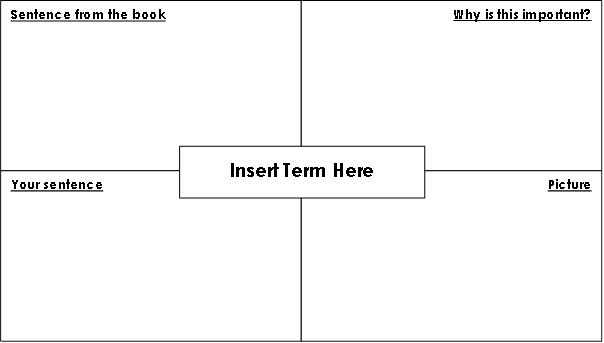 Sentence from the book
Why is this important?
Insert Term Here
Your sentence
Picture